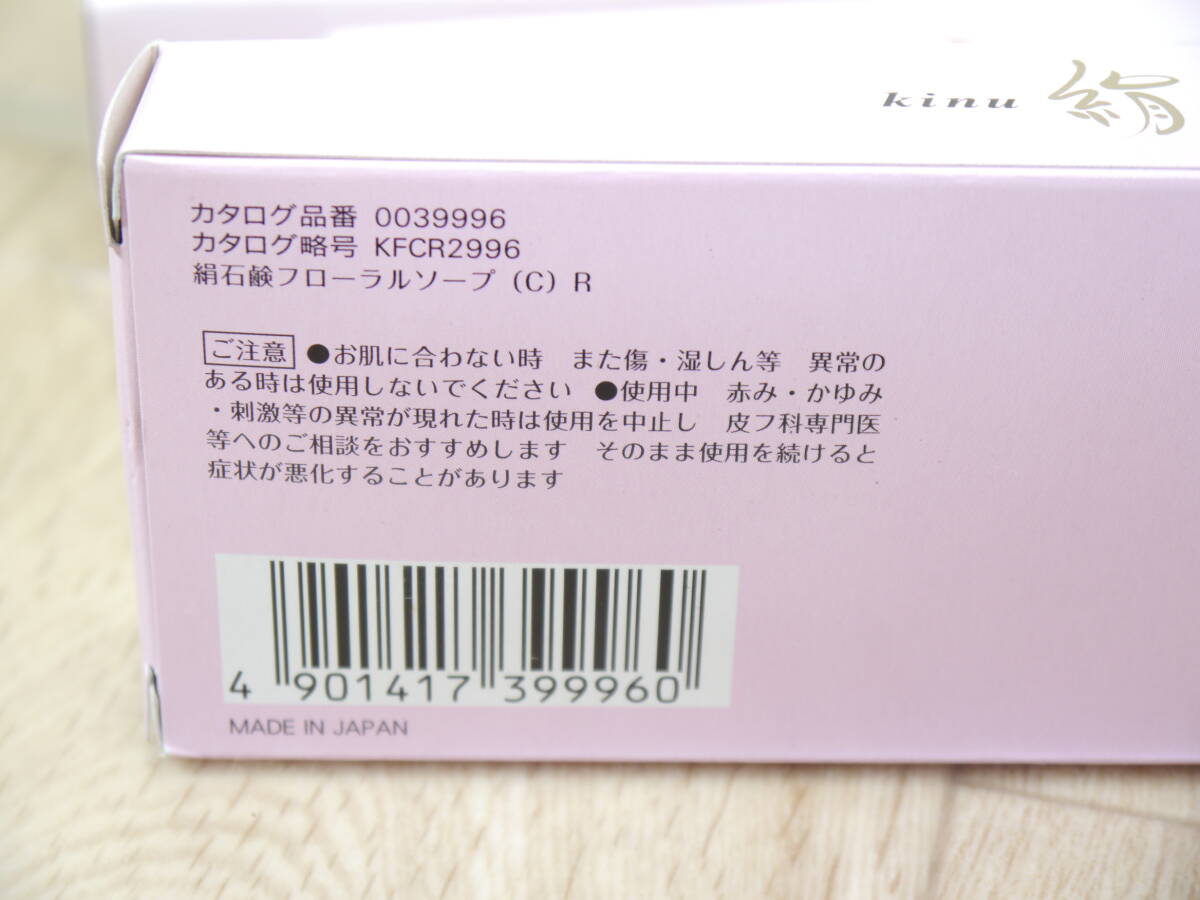 kinu 絹
カタログ品番 0039996
カタログ略号 KFCR2996
絹石鹸フローラルソープ（C）R
ご注意 ●お肌に合わない時　また傷・湿しん等　異常の
ある時は使用しないでください ●使用中　赤み・かゆみ
・刺激等の異常が現れた時は使用を中止し　皮フ科専門医
等へのご相談をおすすめします　そのまま使用を続けると
症状が悪化することがあります
4 901417 399960
MADE IN JAPAN